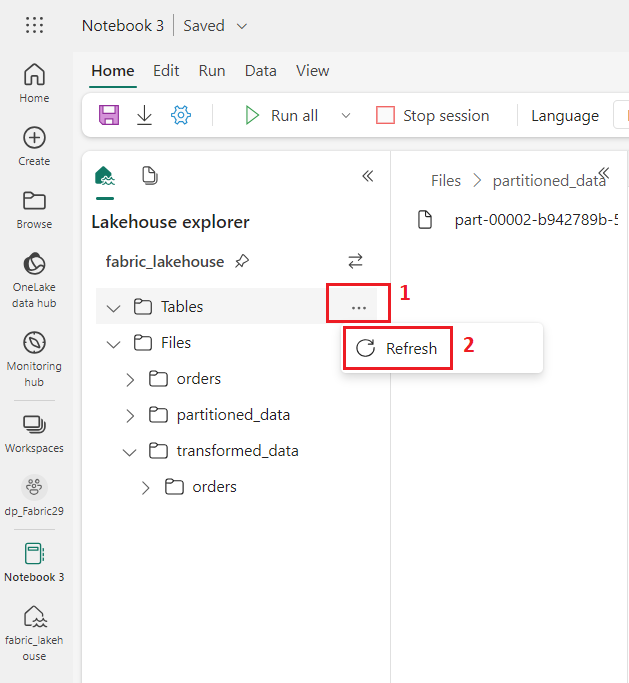 Notebook 3 | Saved
Home Edit Run Data View
Run all Stop session Language
Home
Create
Browse
OneLake
data hub
Monitoring
hub
Workspaces
dp_Fabric29
Notebook 3
fabric_lakeh
ouse
Lakehouse explorer
fabric_lakehouse
Tables ... 1
Refresh 2
Files
orders
partitioned_data
transformed_data
orders
Files > partitioned_data
part-00002-b942789b-5